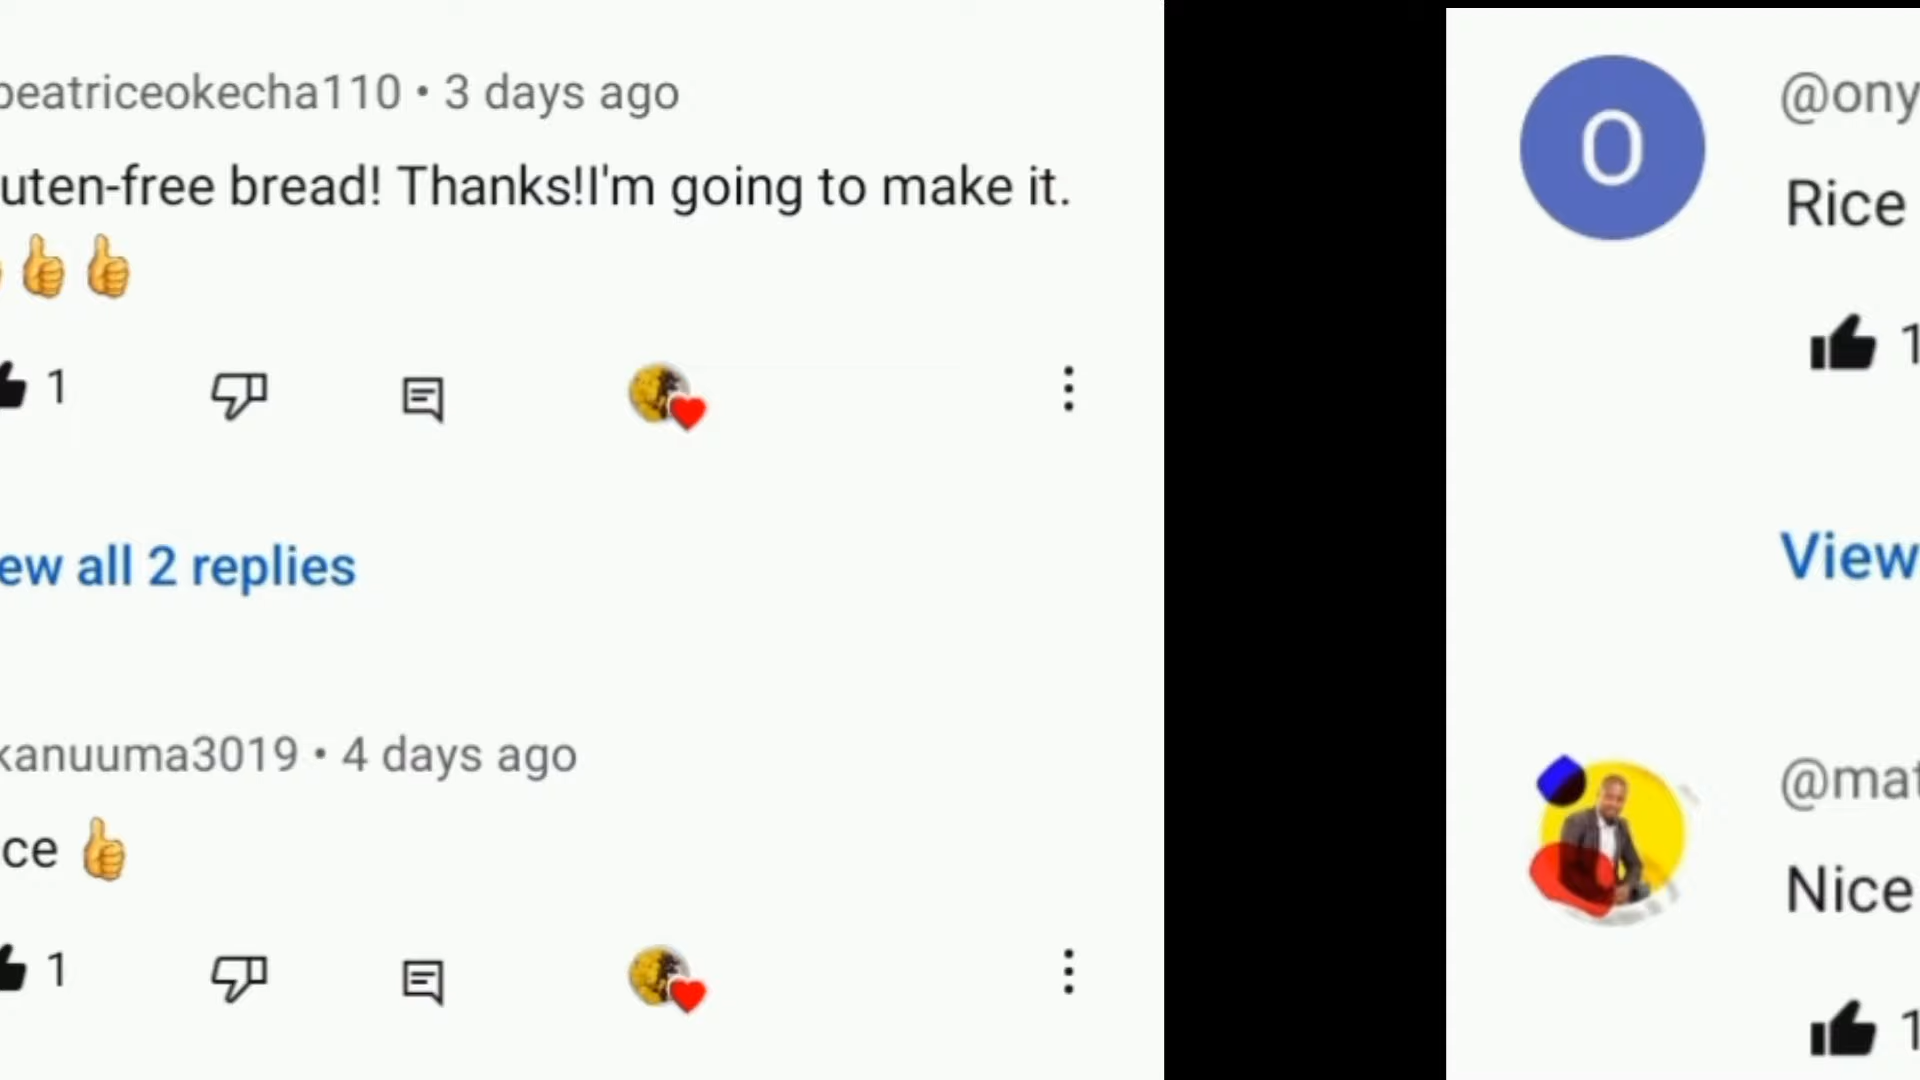 beatriceokecha110 • 3 days ago
uten-free bread! Thanks!I'm going to make it.
1
ew all 2 replies
kanuuma3019 • 4 days ago
ce
1
O
@ony
Rice
1
View
@mat
Nice
1